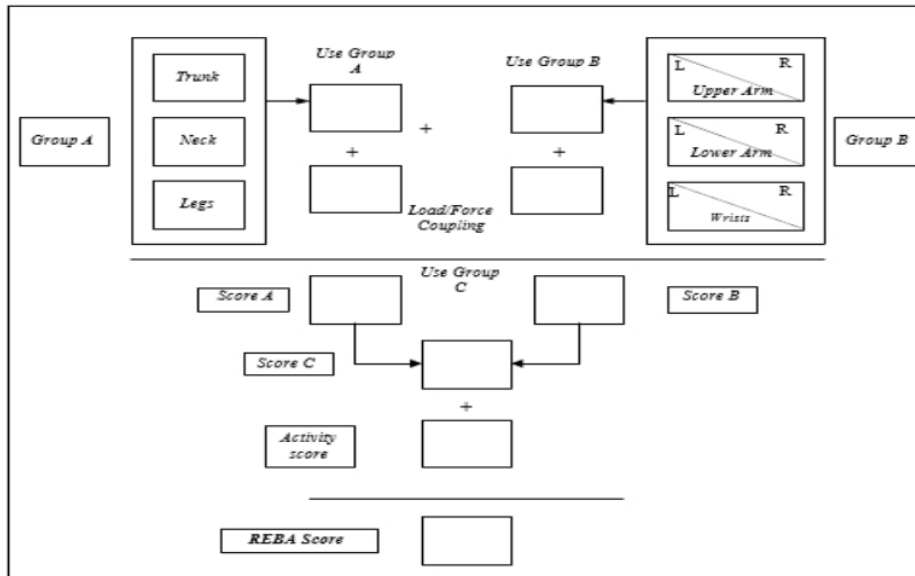 Use Group
A
Use Group B
Trunk
L R
Upper Arm
Group A
Neck
+
L R
Lower Arm
Group B
+
+
Legs
Load/Force
Coupling
L R
Wrists
Use Group
C
Score A
Score B
Score C
+
Activity
score
REBA Score